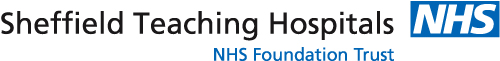 Sheffield Teaching Hospitals NHS
NHS Foundation Trust